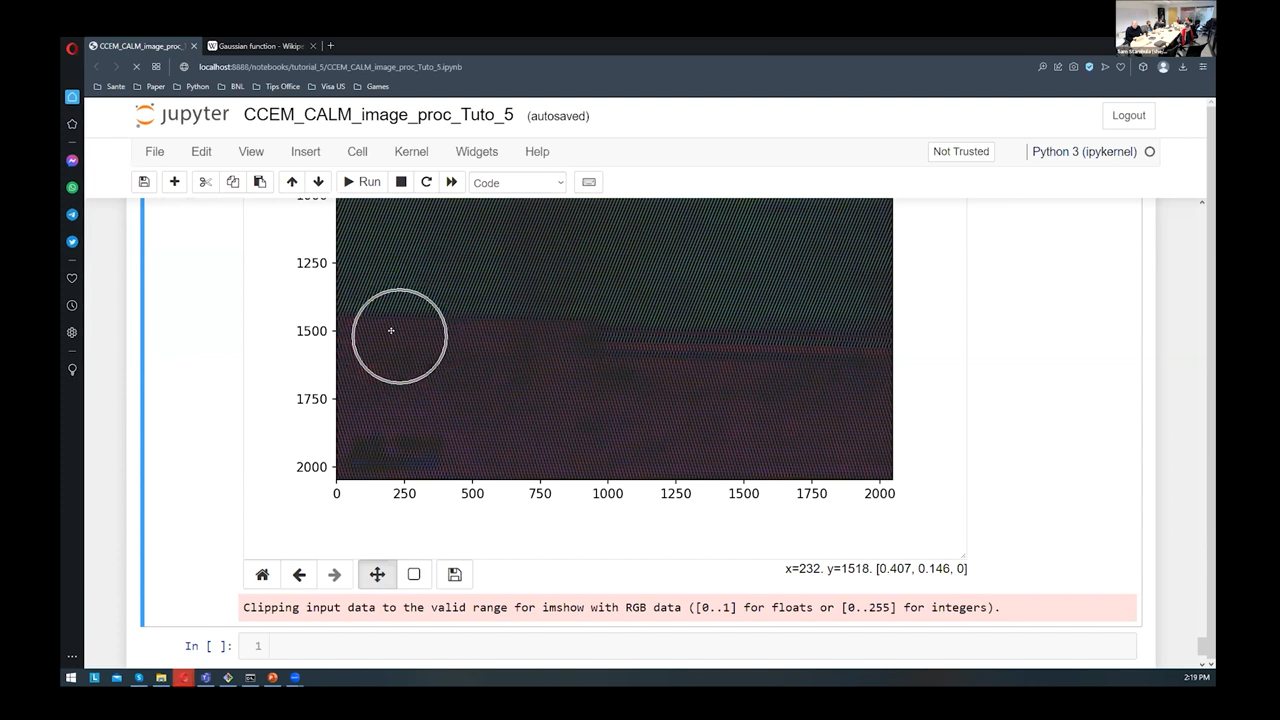 CCEM_CALM_image_proc_
Gaussian function - Wikipe
localhost:8888/notebooks/tutorial_5/CCEM_CALM_image_proc_Tuto_5.ipynb
Sante Paper Python BNL Tips Office Visa US Games
jupyter CCEM_CALM_image_proc_Tuto_5 (autosaved) Logout
File Edit View Insert Cell Kernel Widgets Help Not Trusted Python 3 (ipykernel)
Run Code
1250
1500
1750
2000
0 250 500 750 1000 1250 1500 1750 2000
x=232. y=1518. [0.407, 0.146, 0]
Clipping input data to the valid range for imshow with RGB data ([0..1] for floats or [0..255] for integers).
In [ ]: 1
2:19 PM